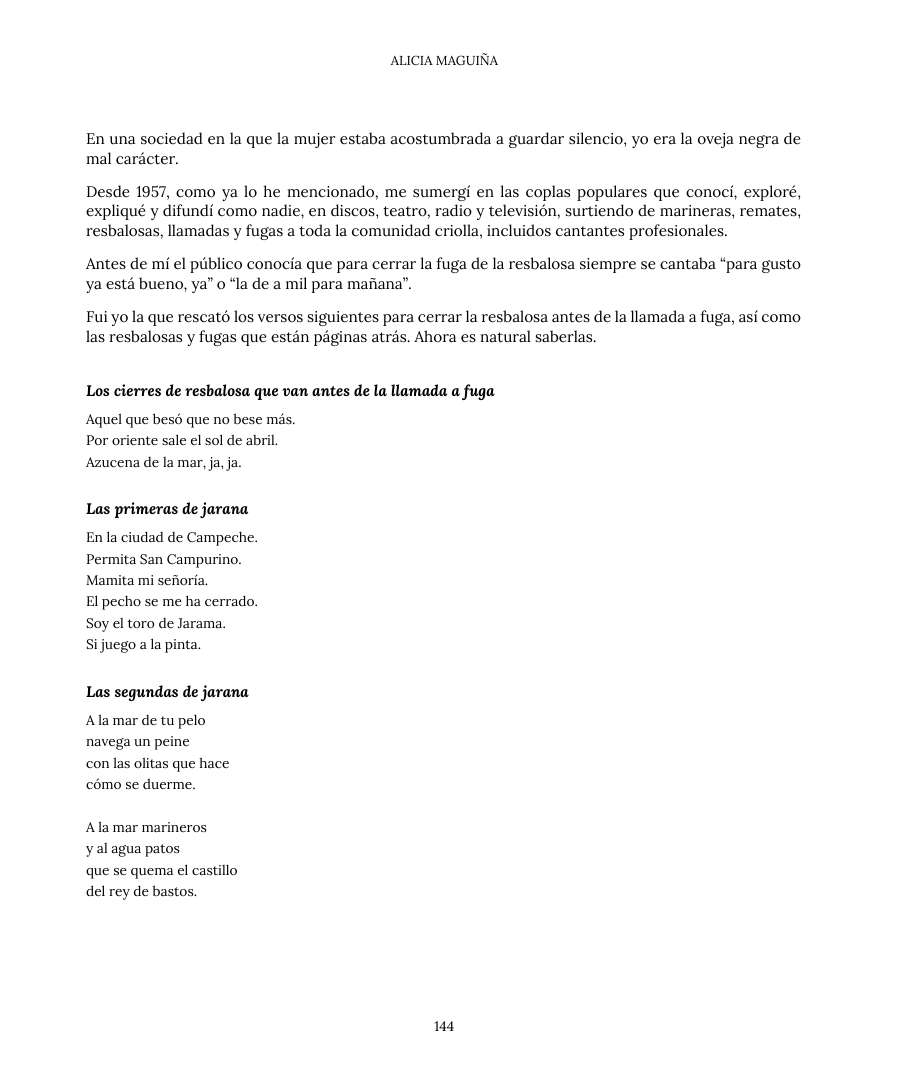 ALICIA MAGUIÑA
En una sociedad en la que la mujer estaba acostumbrada a guardar silencio, yo era la oveja negra de
mal carácter.
Desde 1957, como ya lo he mencionado, me sumergí en las coplas populares que conocí, exploré,
expliqué y difundí como nadie, en discos, teatro, radio y televisión, surtiendo de marineras, remates,
resbalosas, llamadas y fugas a toda la comunidad criolla, incluidos cantantes profesionales.
Antes de mí el público conocía que para cerrar la fuga de la resbalosa siempre se cantaba “para gusto
ya está bueno, ya” o “la de a mil para mañana”.
Fui yo la que rescató los versos siguientes para cerrar la resbalosa antes de la llamada a fuga, así como
las resbalosas y fugas que están páginas atrás. Ahora es natural saberlas.
Los cierres de resbalosa que van antes de la llamada a fuga
Aquel que besó que no bese más.
Por oriente sale el sol de abril.
Azucena de la mar, ja, ja.
Las primeras de jarana
En la ciudad de Campeche.
Permita San Campurino.
Mamita mi señoría.
El pecho se me ha cerrado.
Soy el toro de Jarama.
Si juego a la pinta.
Las segundas de jarana
A la mar de tu pelo
navega un peine
con las olitas que hace
cómo se duerme.
A la mar marineros
y al agua patos
que se quema el castillo
del rey de bastos.
144